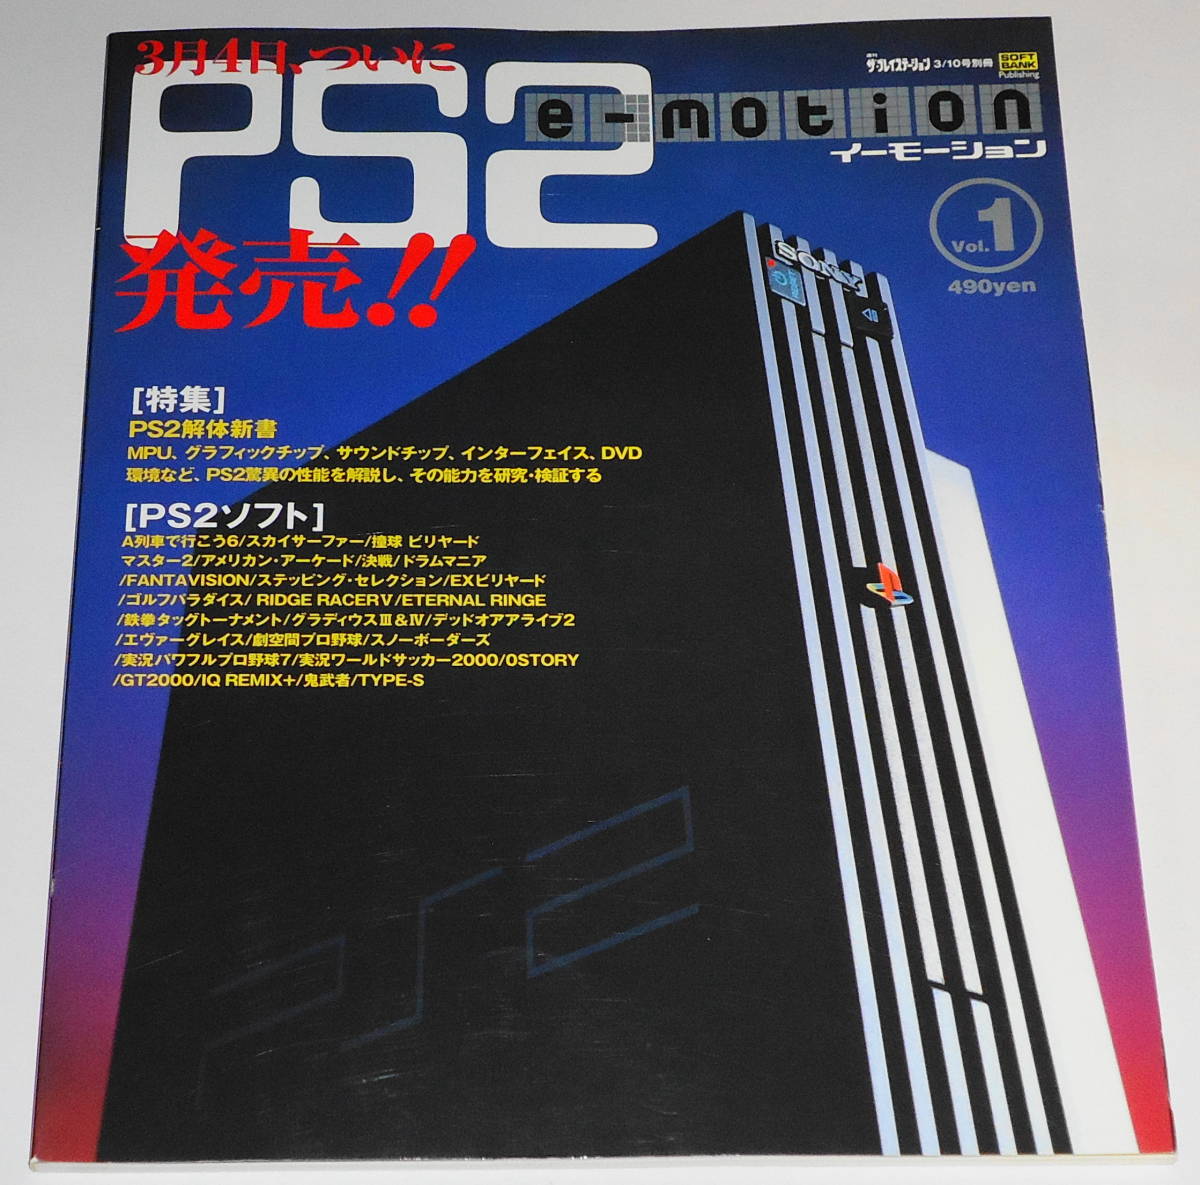 3月4日、ついに
PS2
発売!!
週刊
ザ・プレイステーション 3/10号別冊
SOFT
BANK
Publishing
e-motion
イーモーション
Vol.1
490yen
SONY
RESET
[特集]
PS2解体新書
MPU、グラフィックチップ、サウンドチップ、インターフェイス、DVD
環境など、PS2驚異の性能を解説し、その能力を研究・検証する
[PS2ソフト]
A列車で行こう6/スカイサーファー/撞球 ビリヤード
マスター2/アメリカン・アーケード/決戦/ドラムマニア
/FANTAVISION/ステッピング・セレクション/EXビリヤード
/ゴルフパラダイス/ RIDGE RACER V/ETERNAL RINGE
/鉄拳タッグトーナメント/グラディウスⅢ&Ⅳ/デッドオアアライブ2
/エヴァーグレイス/劇空間プロ野球/スノーボーダーズ
/実況パワフルプロ野球7/実況ワールドサッカー2000/0STORY
/GT2000/IQ REMIX+/鬼武者/TYPE-S
PS2